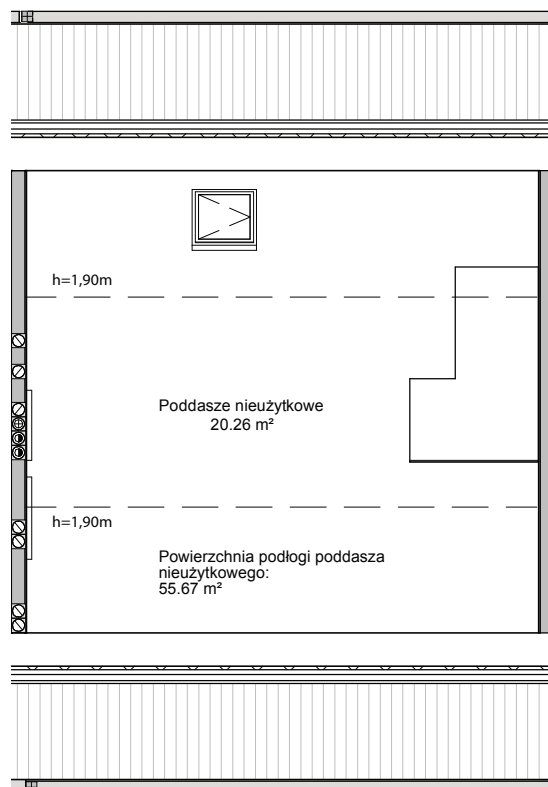 h=1,90m
Poddasze nieużytkowe
20.26 m²
h=1,90m
Powierzchnia podłogi poddasza
nieużytkowego:
55.67 m²